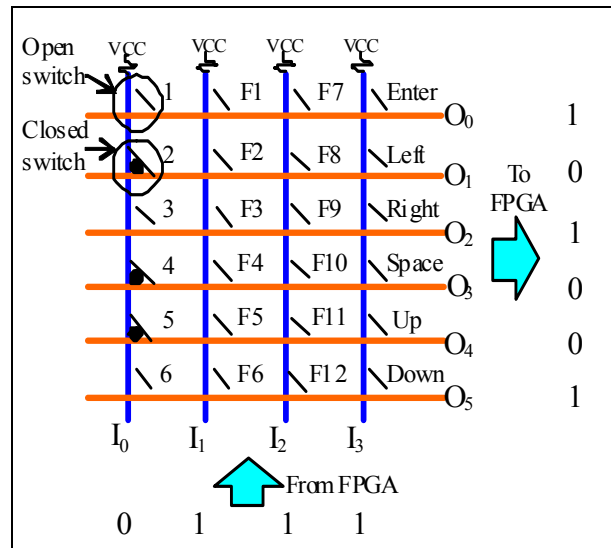 Open
switch
VCC VCC VCC VCC
1 F1 F7 Enter
O0 1
Closed
switch
2 F2 F8 Left
O1 0
To
FPGA
3 F3 F9 Right
O2 1
4 F4 F10 Space
O3 0
5 F5 F11 Up
O4 0
6 F6 F12 Down
O5 1
I0 I1 I2 I3
From FPGA
0 1 1 1